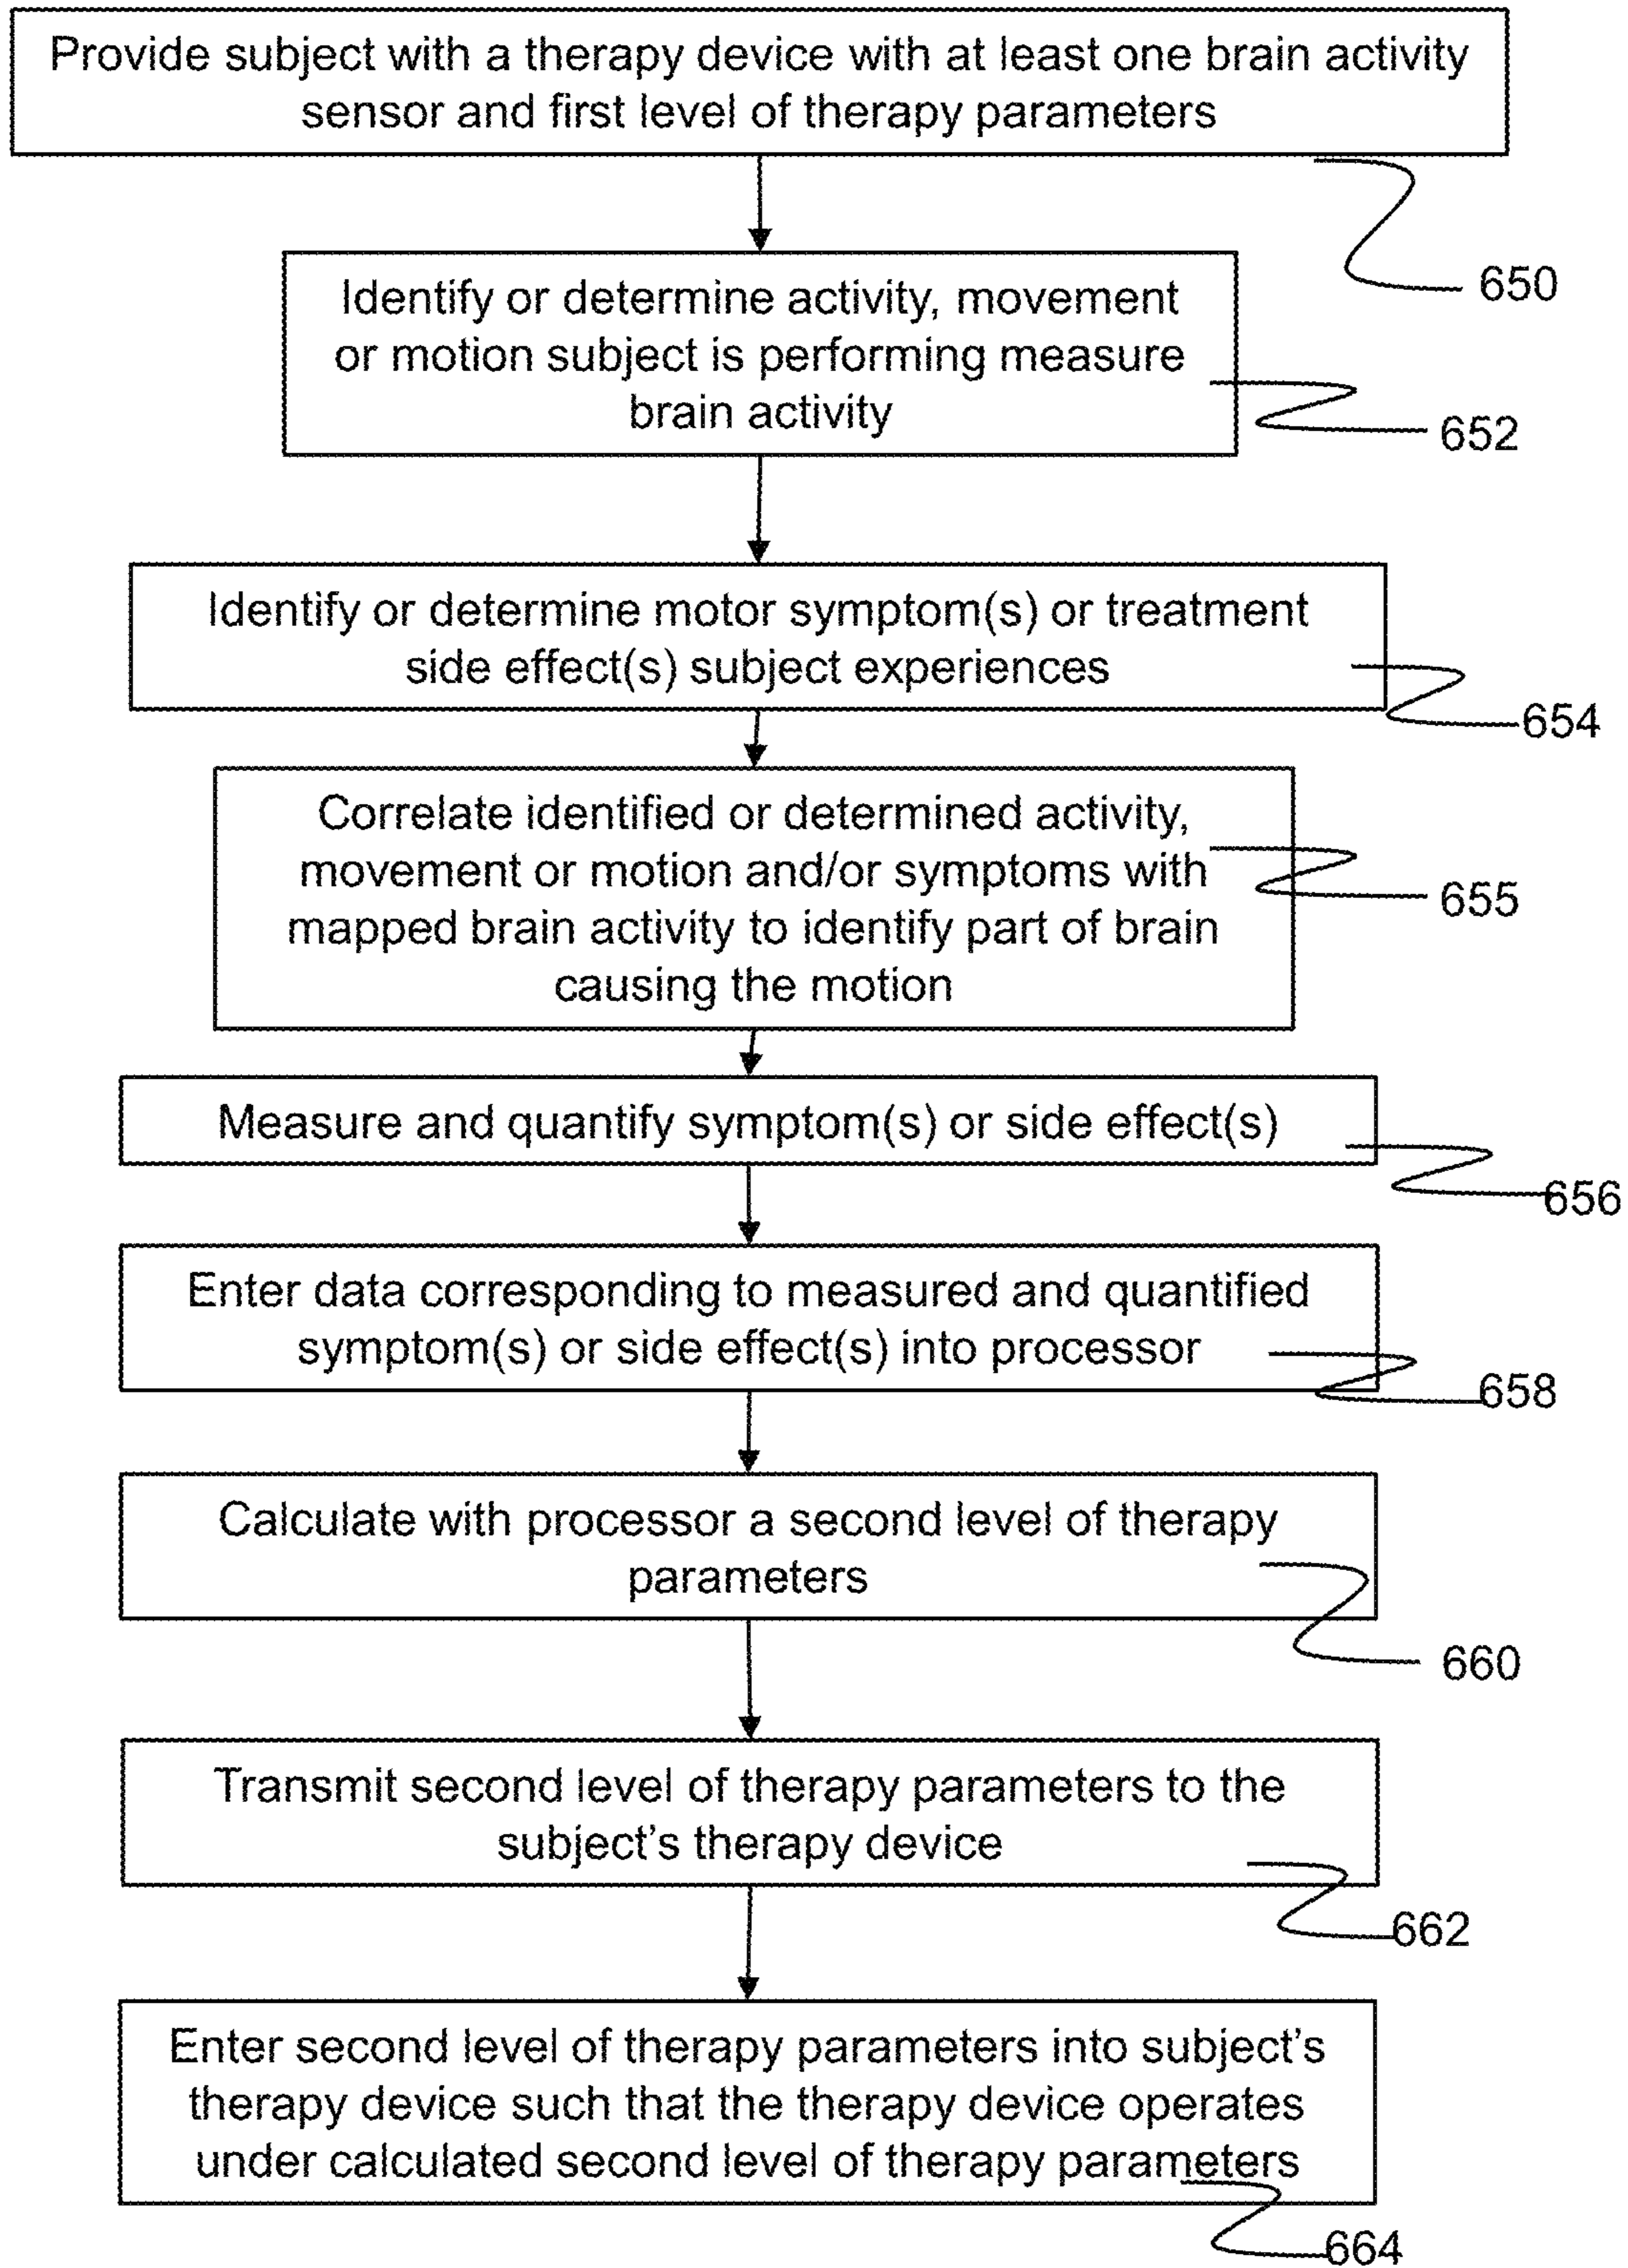 Provide subject with a therapy device with at least one brain activity
sensor and first level of therapy parameters
650
Identify or determine activity, movement
or motion subject is performing measure
brain activity
652
Identify or determine motor symptom(s) or treatment
side effect(s) subject experiences
654
Correlate identified or determined activity,
movement or motion and/or symptoms with
mapped brain activity to identify part of brain
causing the motion
655
Measure and quantify symptom(s) or side effect(s)
656
Enter data corresponding to measured and quantified
symptom(s) or side effect(s) into processor
658
Calculate with processor a second level of therapy
parameters
660
Transmit second level of therapy parameters to the
subject's therapy device
662
Enter second level of therapy parameters into subject's
therapy device such that the therapy device operates
under calculated second level of therapy parameters
664